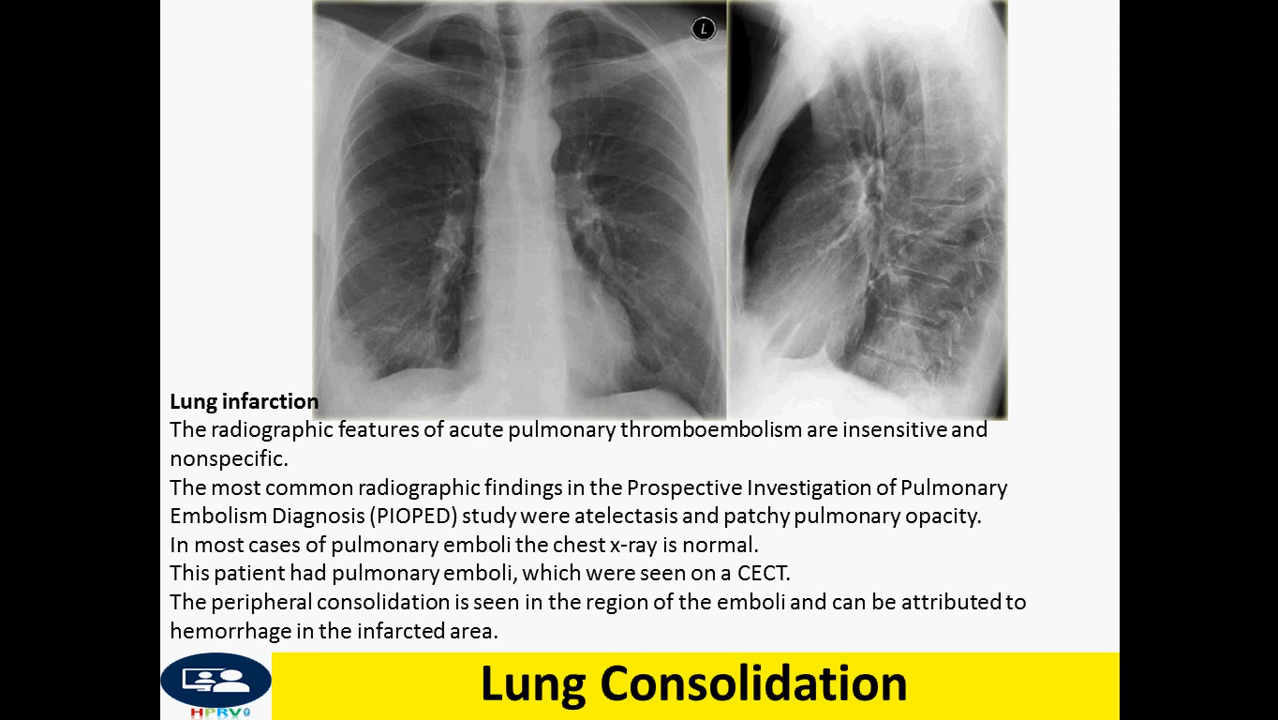 L
Lung infarction
The radiographic features of acute pulmonary thromboembolism are insensitive and
nonspecific.
The most common radiographic findings in the Prospective Investigation of Pulmonary
Embolism Diagnosis (PIOPED) study were atelectasis and patchy pulmonary opacity.
In most cases of pulmonary emboli the chest x-ray is normal.
This patient had pulmonary emboli, which were seen on a CECT.
The peripheral consolidation is seen in the region of the emboli and can be attributed to
hemorrhage in the infarcted area.
Lung Consolidation
HPRV